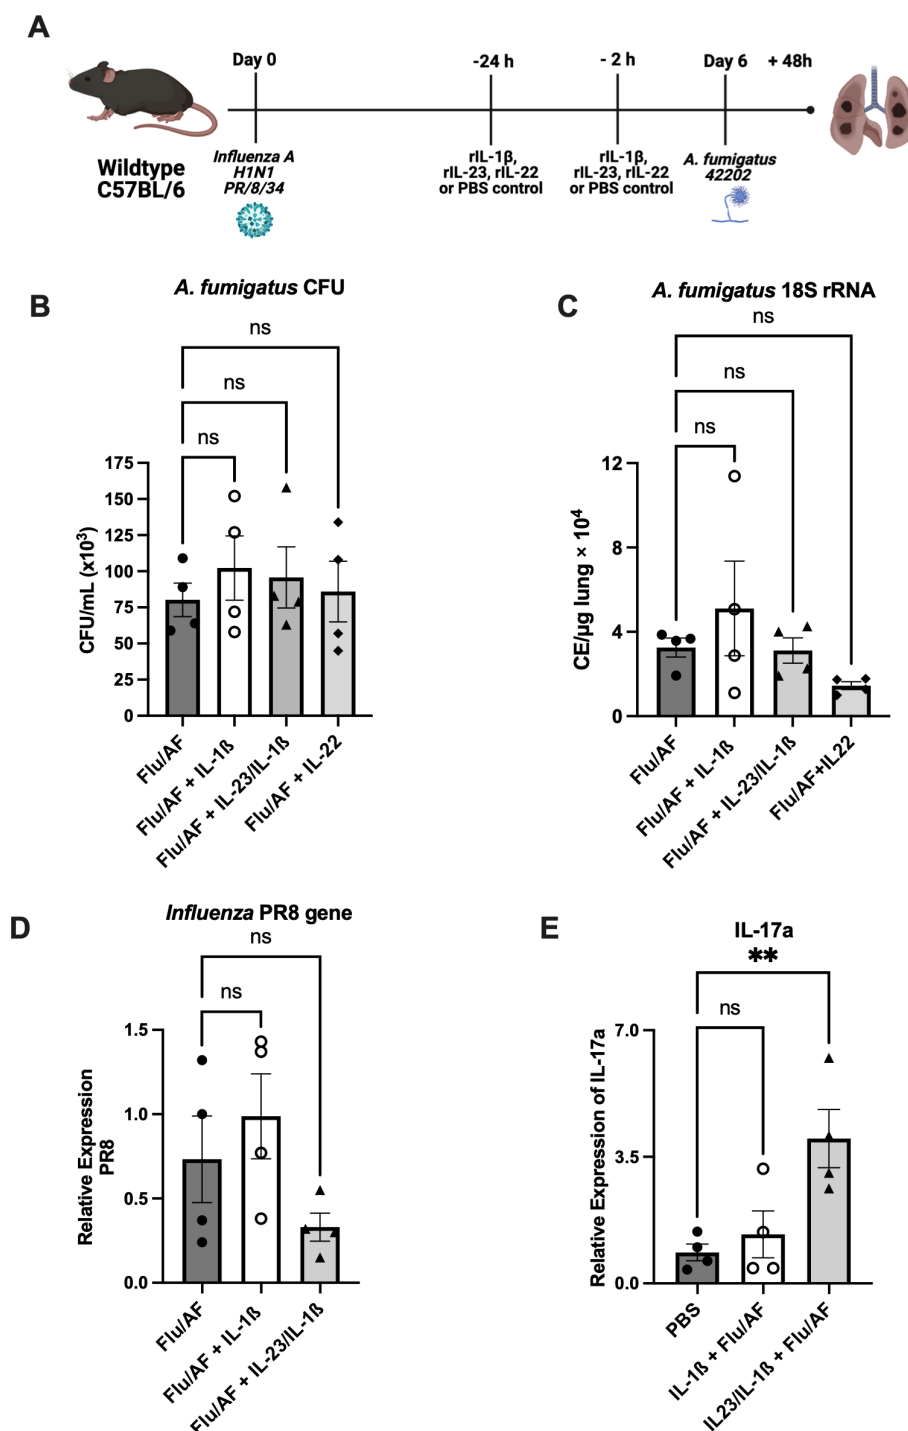 A
Day 0
-24 h
- 2 h
Day 6
+ 48h
Wildtype
C57BL/6
Influenza A
H1N1
PR/8/34
rIL-1β,
rIL-23, rIL-22
or PBS control
rIL-1β,
rIL-23, rIL-22
or PBS control
A. fumigatus
42202
B
A. fumigatus CFU
ns
ns
ns
CFU/mL (x10³)
175
150
125
100
75
50
25
0
Flu/AF
Flu/AF + IL-1ß
Flu/AF + IL-23/IL-1ß
Flu/AF + IL-22
C
A. fumigatus 18S rRNA
ns
ns
ns
CE/µg lung × 10⁴
12
8
4
0
Flu/AF
Flu/AF + IL-1ß
Flu/AF + IL-23/IL-1ß
Flu/AF+IL22
D
Influenza PR8 gene
ns
ns
Relative Expression
PR8
1.5
1.0
0.5
0.0
Flu/AF
Flu/AF + IL-1ß
Flu/AF + IL-23/IL-1ß
E
IL-17a
**
ns
Relative Expression of IL-17a
7.0
3.5
0.0
PBS
IL-1ß + Flu/AF
IL23/IL-1ß + Flu/AF